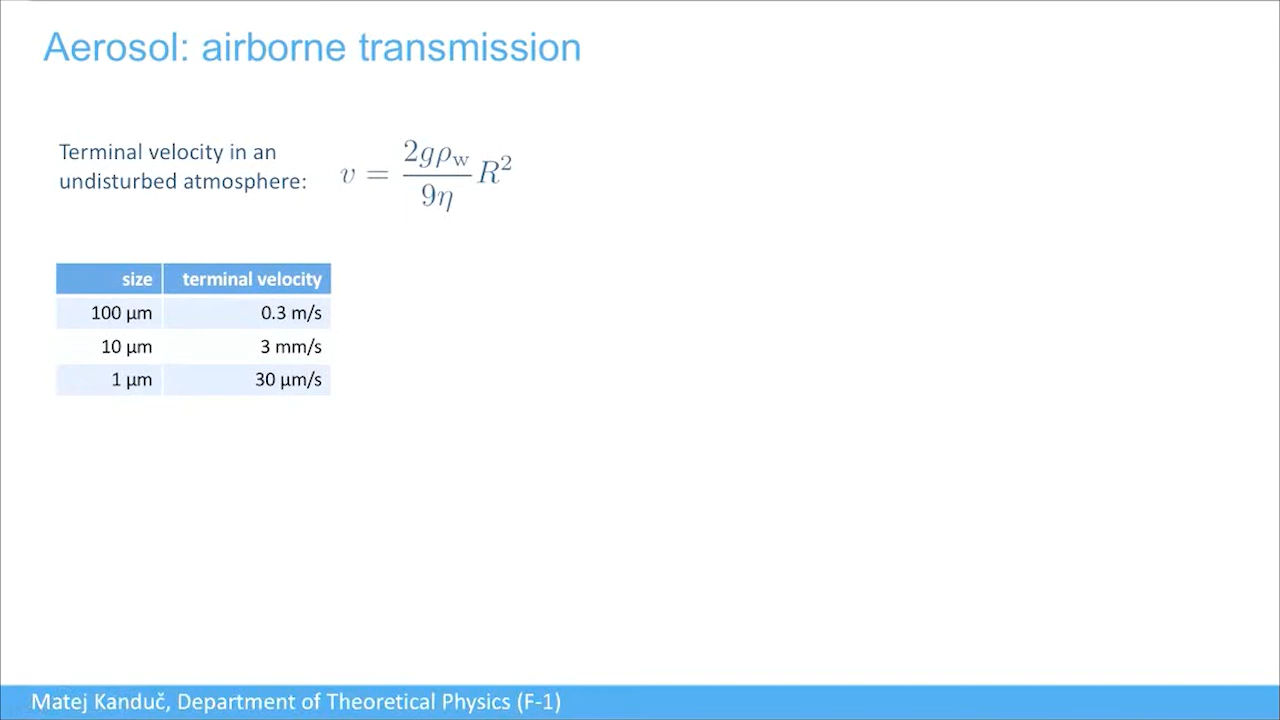 Aerosol: airborne transmission
Terminal velocity in an
undisturbed atmosphere:
v = \frac{2gρ_w}{9η} R²
size terminal velocity
100 µm 0.3 m/s
10 µm 3 mm/s
1 µm 30 µm/s
Matej Kanduč, Department of Theoretical Physics (F-1)